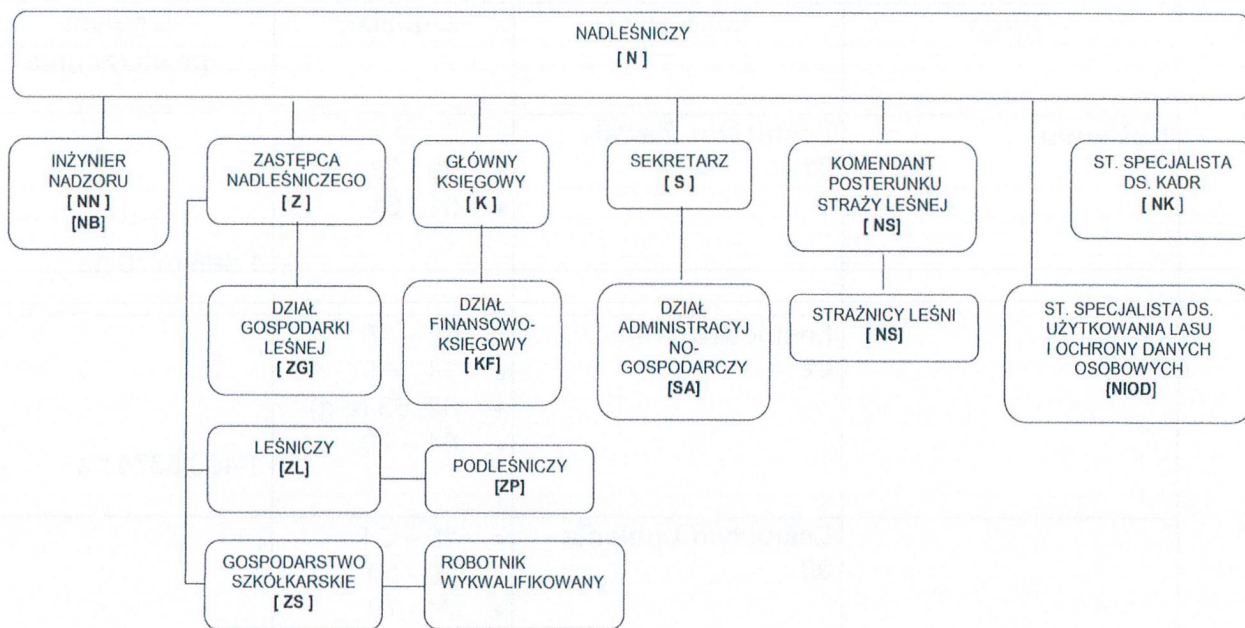 NADLEŚNICZY
[ N ]
INŻYNIER
NADZORU
[ NN ]
[NB]
ZASTĘPCA
NADLEŚNICZEGO
[ Z ]
GŁÓWNY
KSIĘGOWY
[ K ]
SEKRETARZ
[ S ]
KOMENDANT
POSTERUNKU
STRAŻY LEŚNEJ
[ NS]
ST. SPECJALISTA
DS. KADR
[ NK ]
DZIAŁ
GOSPODARKI
LEŚNEJ
[ ZG]
DZIAŁ
FINANSOWO-
KSIĘGOWY
[ KF]
DZIAŁ
ADMINISTRACYJ
NO-
GOSPODARCZY
[SA]
STRAŻNICY LEŚNI
[ NS]
ST. SPECJALISTA DS.
UŻYTKOWANIA LASU
I OCHRONY DANYCH
OSOBOWYCH
[NIOD]
LEŚNICZY
[ZL]
PODLEŚNICZY
[ZP]
GOSPODARSTWO
SZKÓŁKARSKIE
[ ZS ]
ROBOTNIK
WYKWALIFIKOWANY